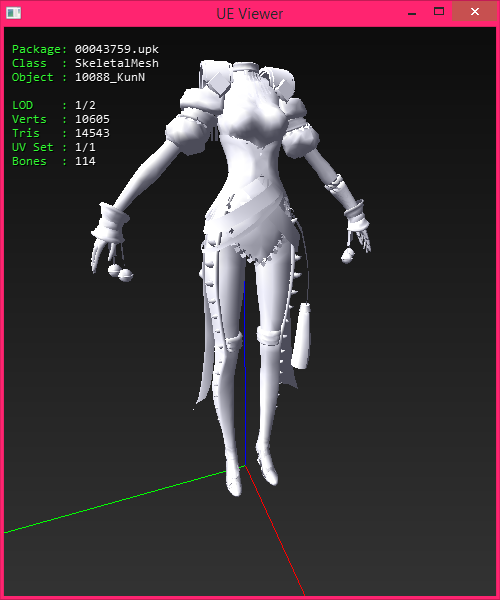 UE Viewer
Package: 00043759.upk
Class  : SkeletalMesh
Object : 10088_KunN
LOD    : 1/2
Verts  : 10605
Tris   : 14543
UV Set : 1/1
Bones  : 114